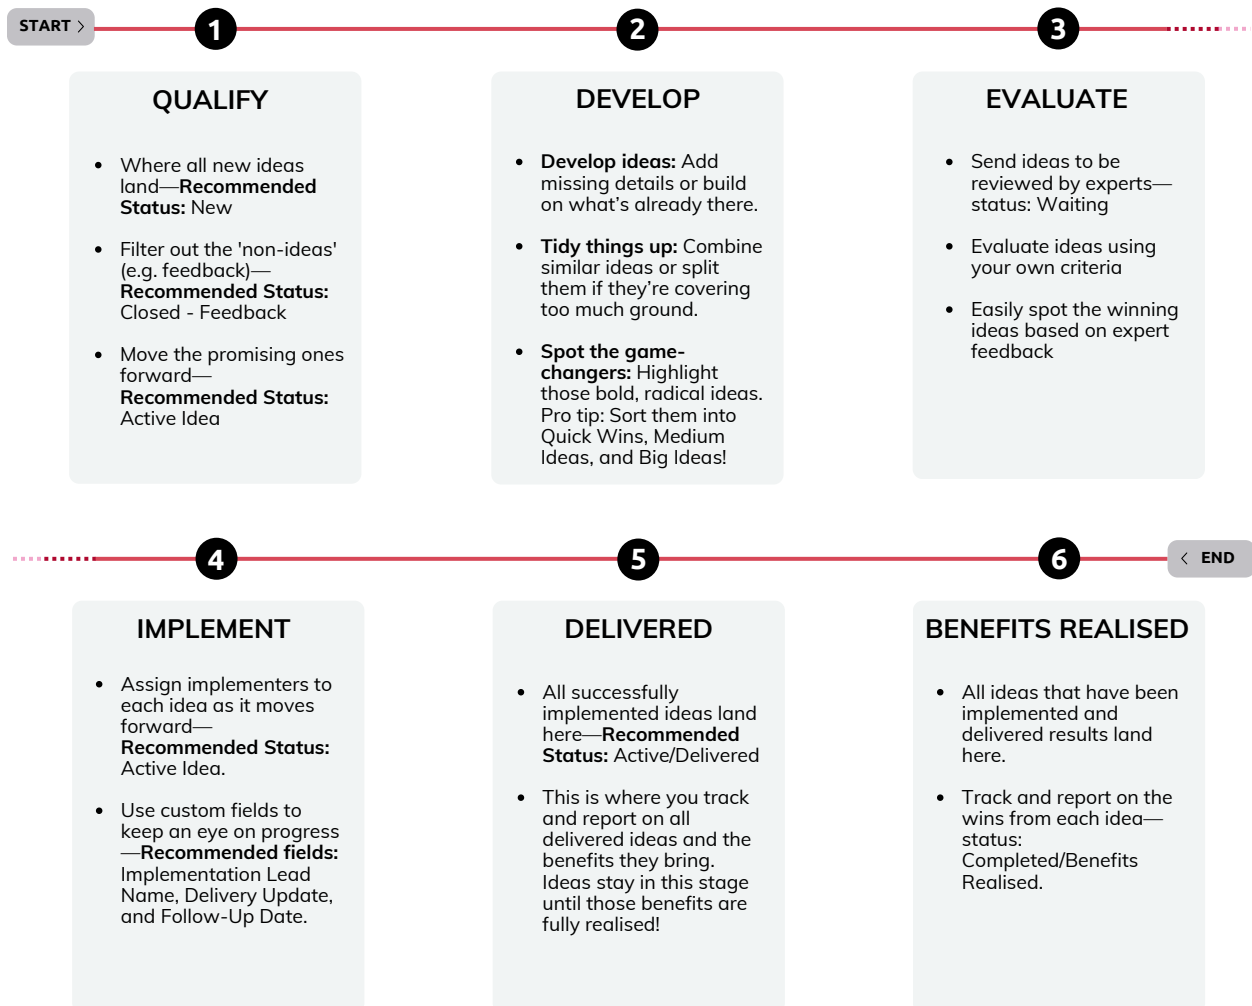 START >
1
2
3
QUALIFY
• Where all new ideas
land—Recommended
Status: New
• Filter out the 'non-ideas'
(e.g. feedback)—
Recommended Status:
Closed - Feedback
• Move the promising ones
forward—
Recommended Status:
Active Idea
DEVELOP
• Develop ideas: Add
missing details or build
on what’s already there.
• Tidy things up: Combine
similar ideas or split
them if they’re covering
too much ground.
• Spot the game-
changers: Highlight
those bold, radical ideas.
Pro tip: Sort them into
Quick Wins, Medium
Ideas, and Big Ideas!
EVALUATE
• Send ideas to be
reviewed by experts—
status: Waiting
• Evaluate ideas using
your own criteria
• Easily spot the winning
ideas based on expert
feedback
4
5
6
< END
IMPLEMENT
• Assign implementers to
each idea as it moves
forward—
Recommended Status:
Active Idea.
• Use custom fields to
keep an eye on progress
—Recommended fields:
Implementation Lead
Name, Delivery Update,
and Follow-Up Date.
DELIVERED
• All successfully
implemented ideas land
here—Recommended
Status: Active/Delivered
• This is where you track
and report on all
delivered ideas and the
benefits they bring.
Ideas stay in this stage
until those benefits are
fully realised!
BENEFITS REALISED
• All ideas that have been
implemented and
delivered results land
here.
• Track and report on the
wins from each idea—
status:
Completed/Benefits
Realised.